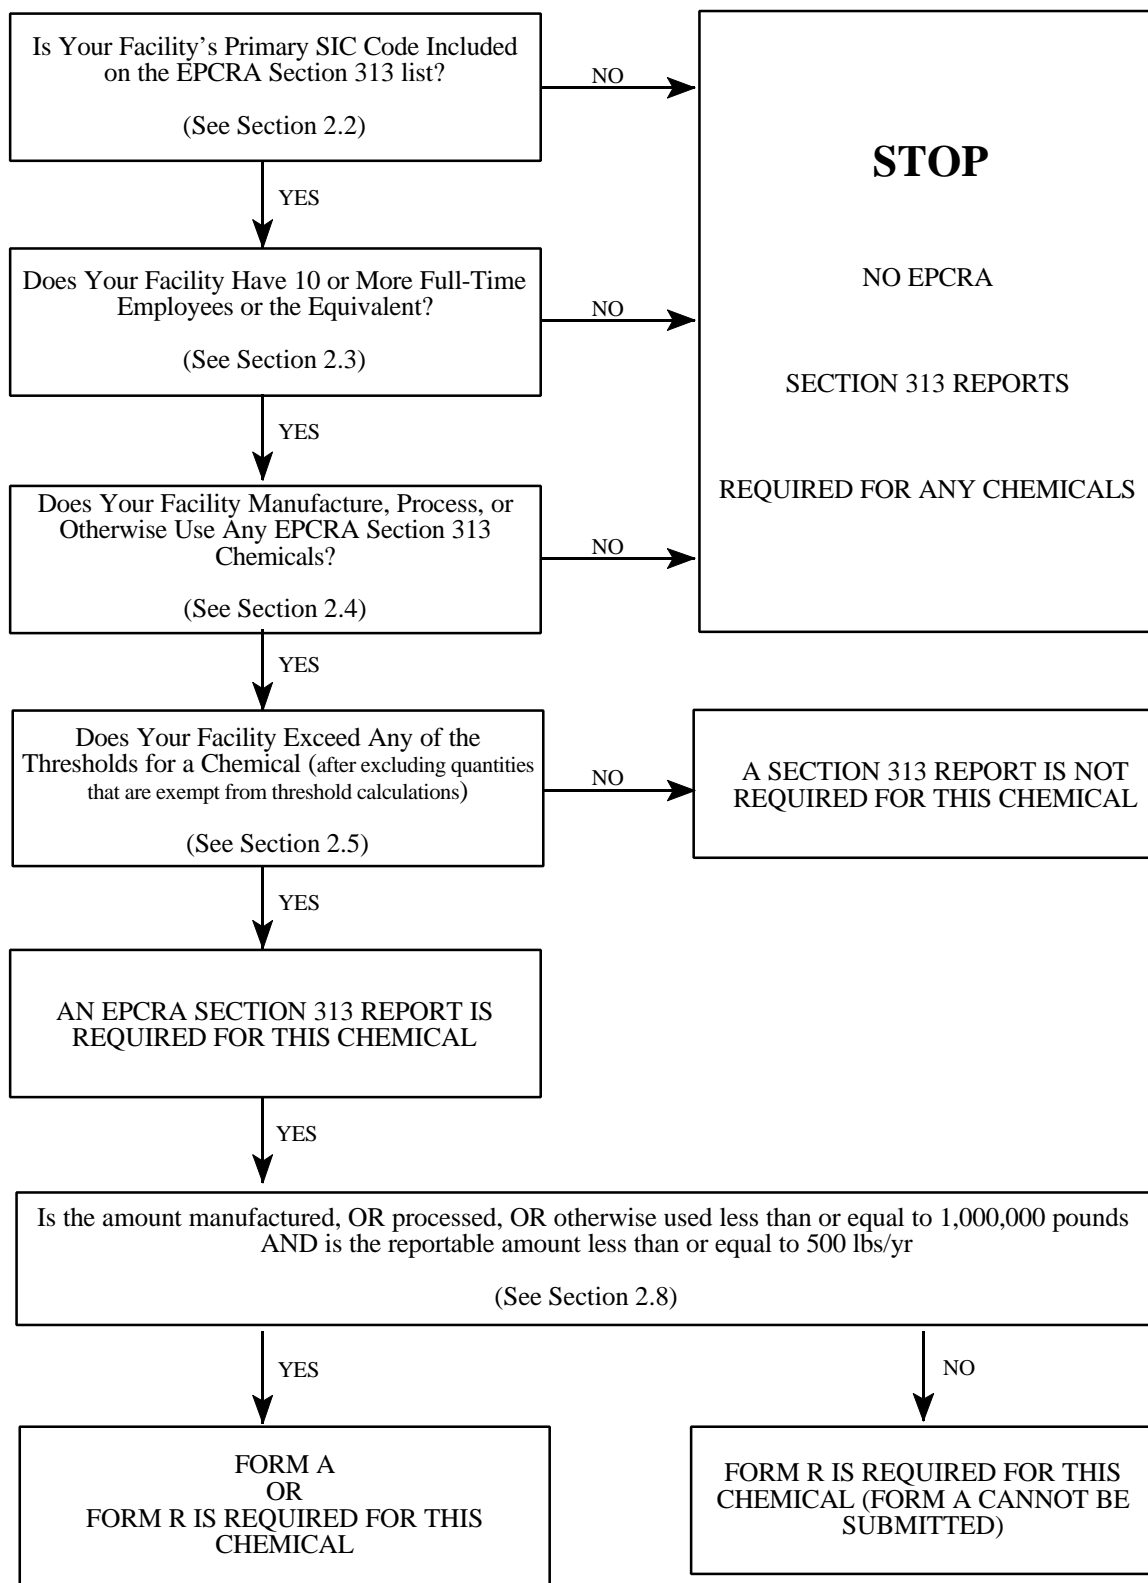 Is Your Facility's Primary SIC Code Included
on the EPCRA Section 313 list?
(See Section 2.2)
NO
STOP
NO EPCRA
SECTION 313 REPORTS
REQUIRED FOR ANY CHEMICALS
YES
Does Your Facility Have 10 or More Full-Time
Employees or the Equivalent?
(See Section 2.3)
NO
YES
Does Your Facility Manufacture, Process, or
Otherwise Use Any EPCRA Section 313
Chemicals?
(See Section 2.4)
NO
YES
Does Your Facility Exceed Any of the
Thresholds for a Chemical (after excluding quantities
that are exempt from threshold calculations)
(See Section 2.5)
NO
A SECTION 313 REPORT IS NOT
REQUIRED FOR THIS CHEMICAL
YES
AN EPCRA SECTION 313 REPORT IS
REQUIRED FOR THIS CHEMICAL
YES
Is the amount manufactured, OR processed, OR otherwise used less than or equal to 1,000,000 pounds
AND is the reportable amount less than or equal to 500 lbs/yr
(See Section 2.8)
YES
NO
FORM A
OR
FORM R IS REQUIRED FOR THIS
CHEMICAL
FORM R IS REQUIRED FOR THIS
CHEMICAL (FORM A CANNOT BE
SUBMITTED)